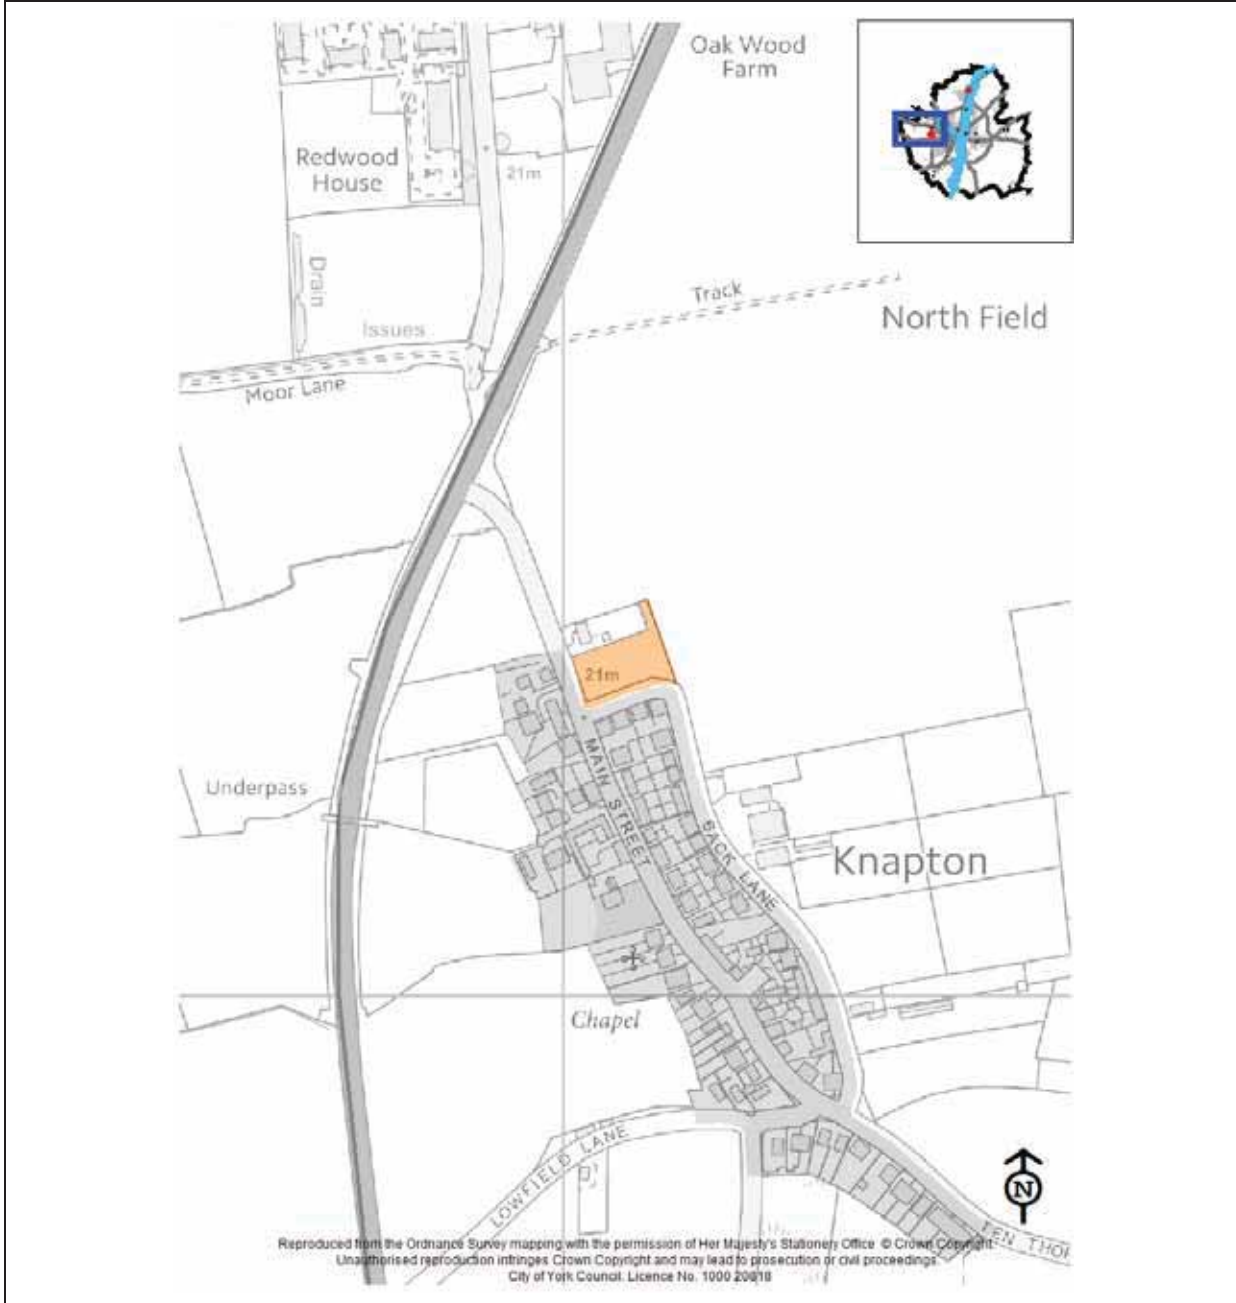 Oak Wood
Farm
Redwood
House
21m
Drain
Track
North Field
Issues
Moor Lane
21m
MAIN STREET
Underpass
BACK LANE
Knapton
Chapel
LOWFIELD LANE
N
TEN THO
Reproduced from the Ordnance Survey mapping with the permission of Her Majesty's Stationery Office © Crown Copyright.
Unauthorised reproduction infringes Crown Copyright and may lead to prosecution or civil proceedings.
City of York Council. Licence No. 1000 20818